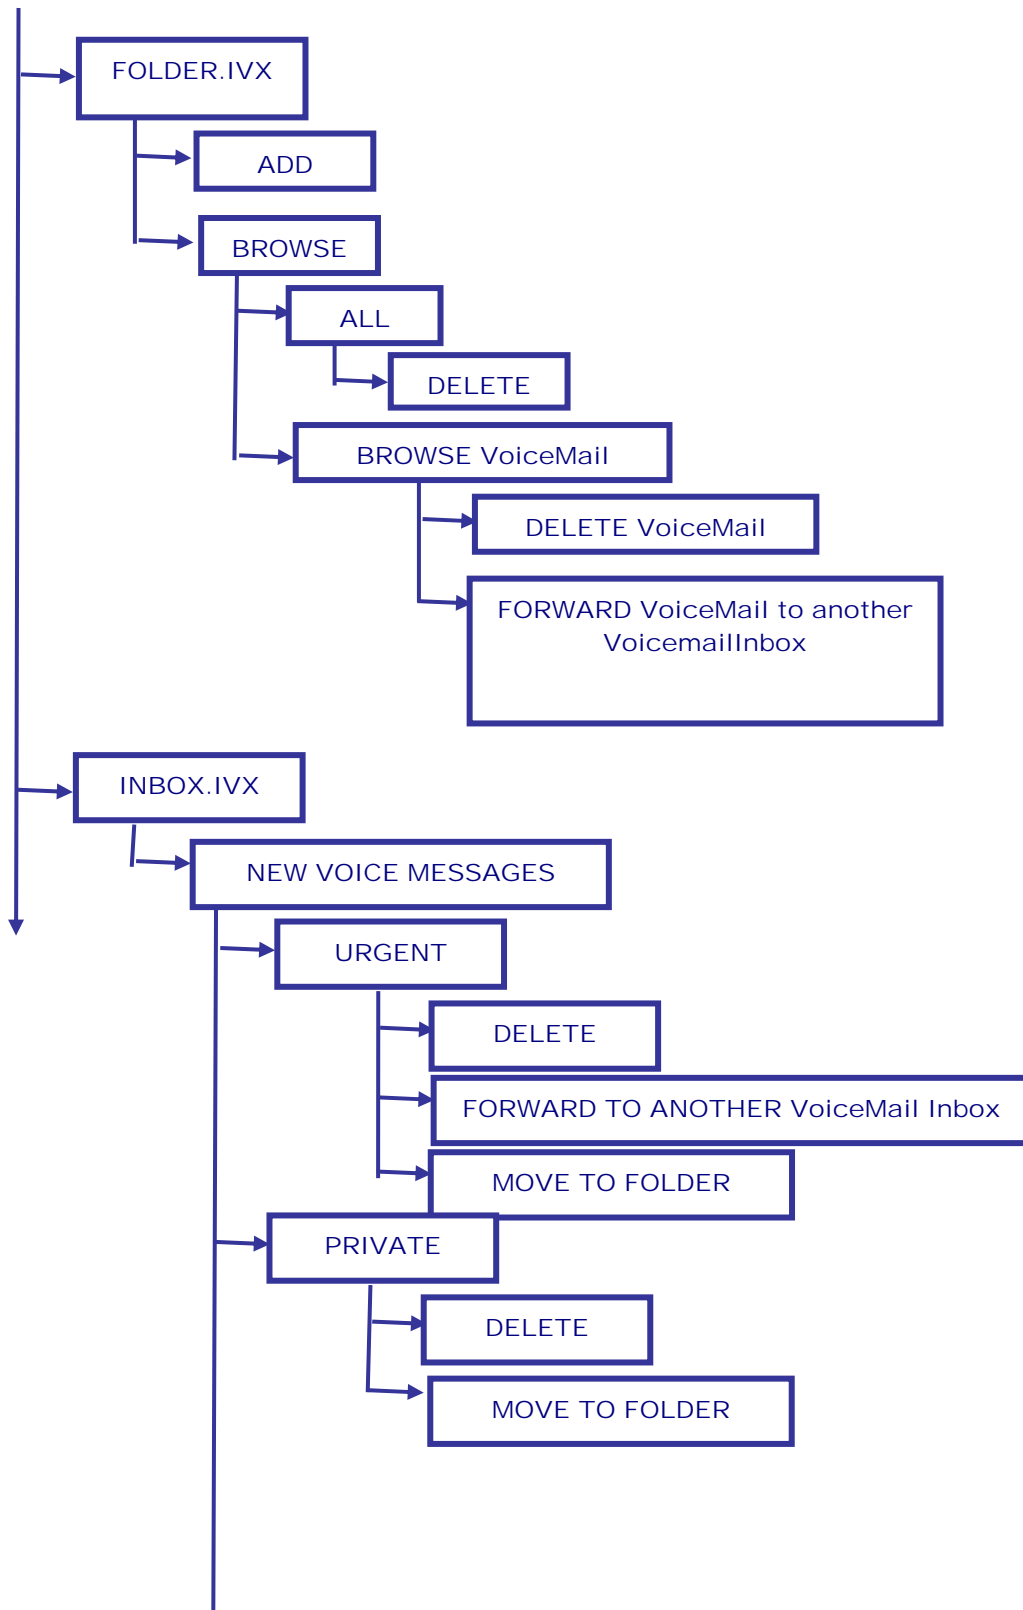 FOLDER.IVX
ADD
BROWSE
ALL
DELETE
BROWSE VoiceMail
DELETE VoiceMail
FORWARD VoiceMail to another
VoicemailInbox
INBOX.IVX
NEW VOICE MESSAGES
URGENT
DELETE
FORWARD TO ANOTHER VoiceMail Inbox
MOVE TO FOLDER
PRIVATE
DELETE
MOVE TO FOLDER